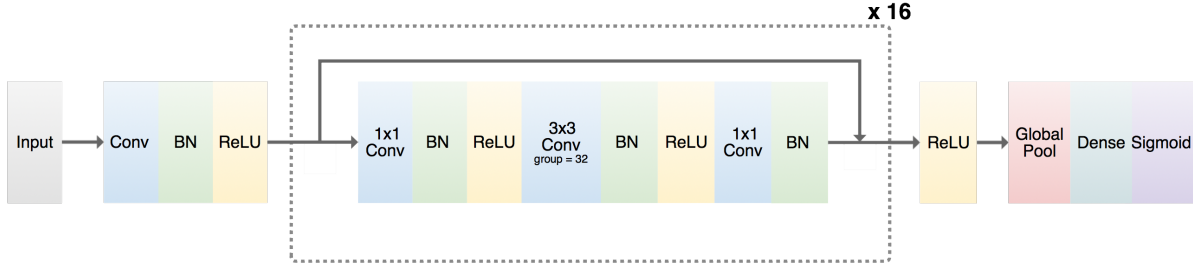 x 16
Input
Conv
BN
ReLU
1x1
Conv
BN
ReLU
3x3
Conv
group = 32
BN
ReLU
1x1
Conv
BN
ReLU
Global
Pool
Dense
Sigmoid